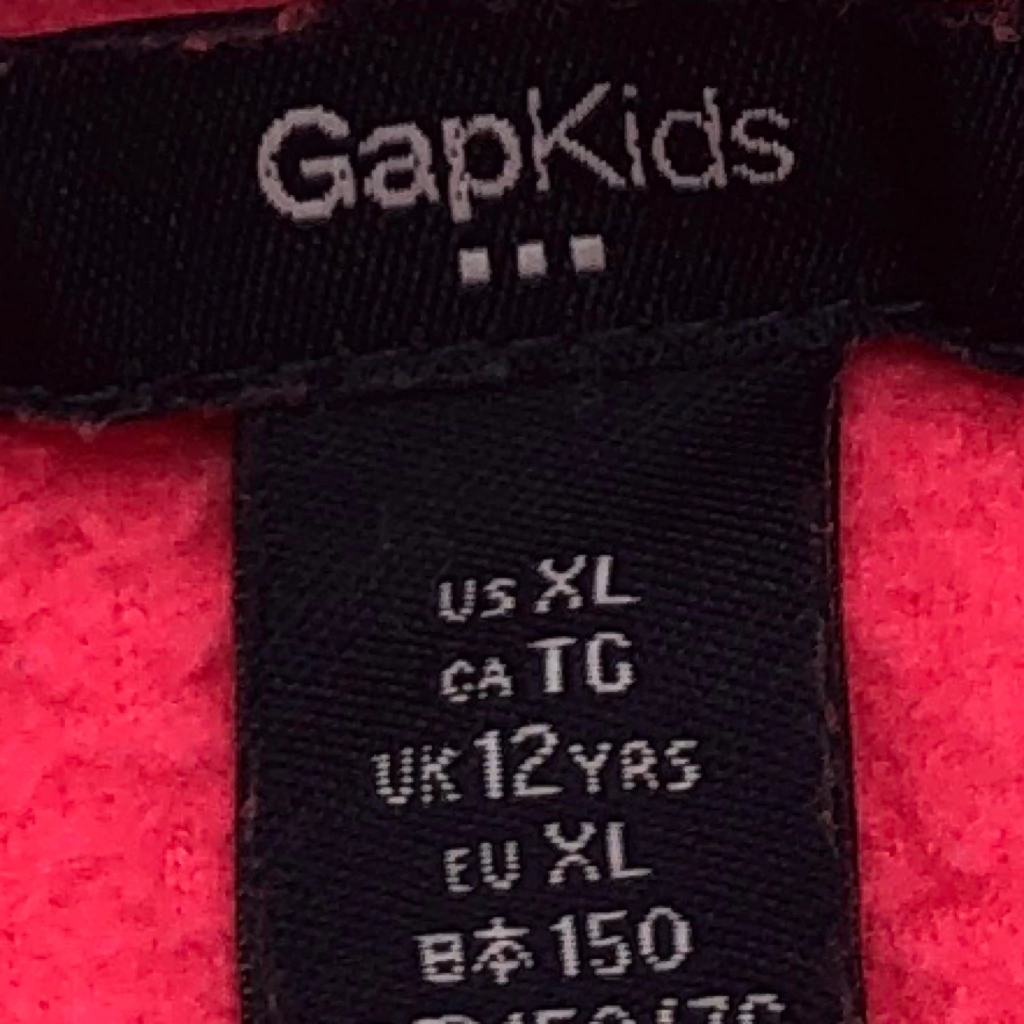 GapKids
US XL
CA TG
UK 12 YRS
EU XL
日本 150